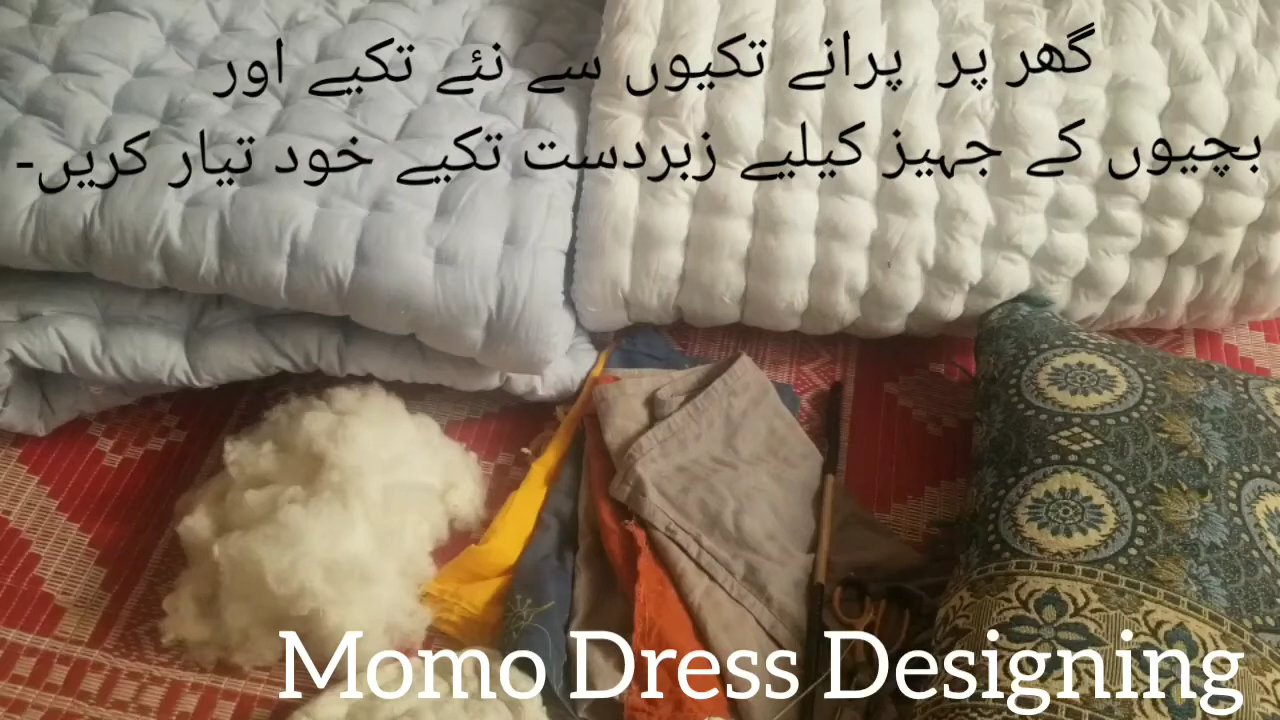 گھر پر پرانے تکیوں سے نئے تکیے اور
بچیوں کے جہیز کیلیے زبردست تکیے خود تیار کریں-
Momo Dress Designing